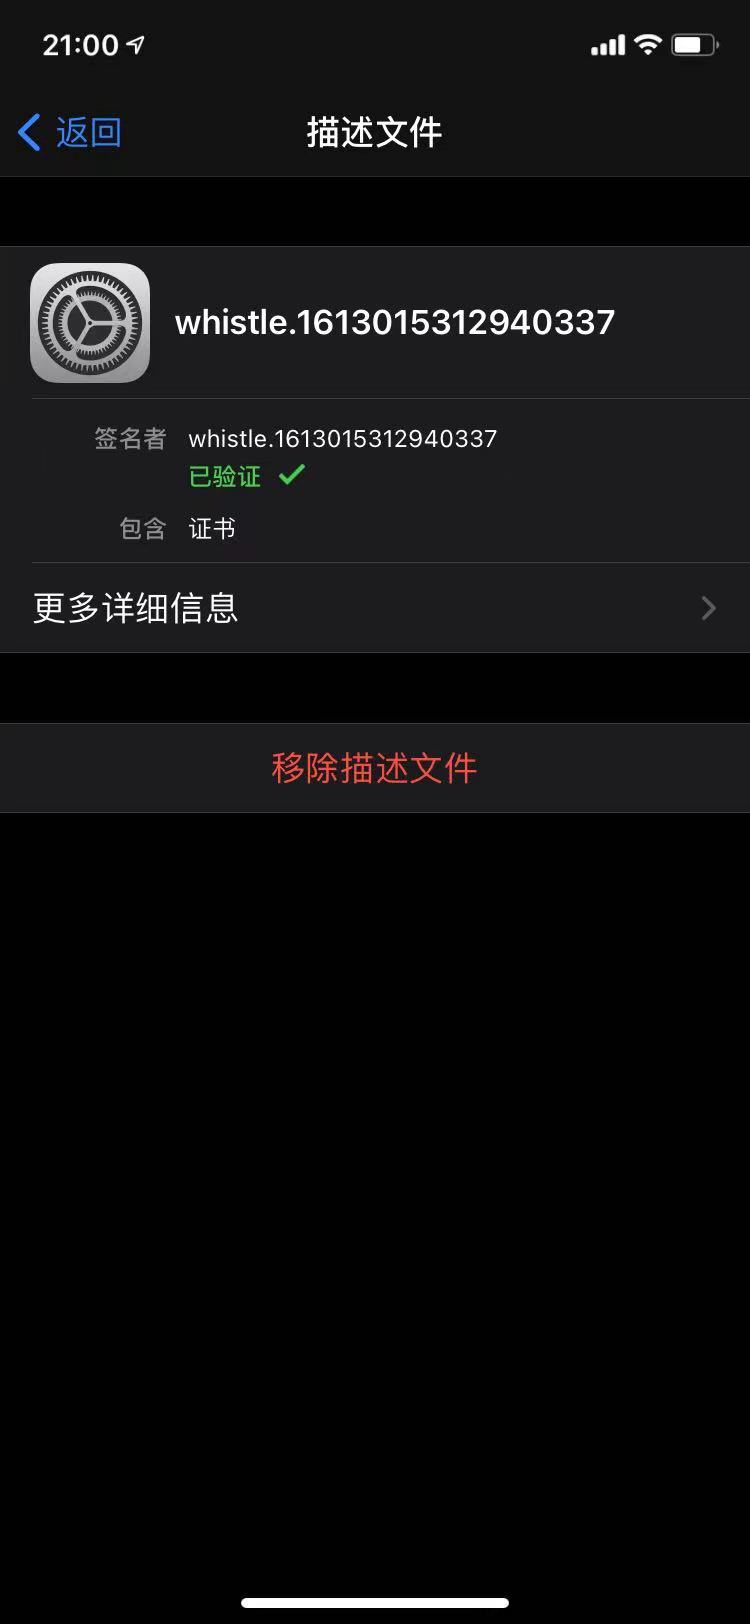 21:00
返回
描述文件
whistle.1613015312940337
签名者 whistle.1613015312940337
已验证
包含 证书
更多详细信息
移除描述文件